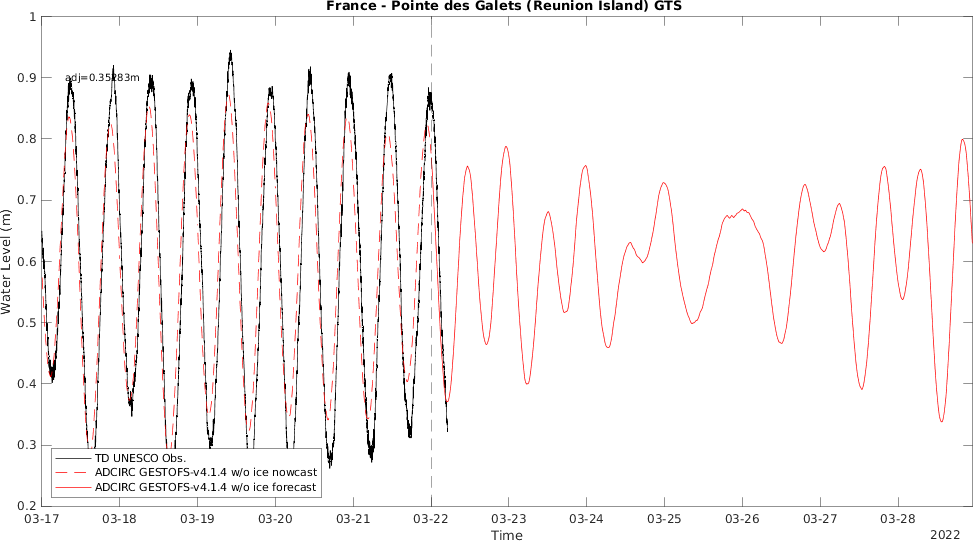 France - Pointe des Galets (Reunion Island) GTS
1
0.9
0.8
0.7
0.6
0.5
0.4
0.3
0.2
Water Level (m)
adj=0.35283m
TD UNESCO Obs.
ADCIRC GESTOFS-v4.1.4 w/o ice nowcast
ADCIRC GESTOFS-v4.1.4 w/o ice forecast
03-17 03-18 03-19 03-20 03-21 03-22 03-23 03-24 03-25 03-26 03-27 03-28
Time
2022